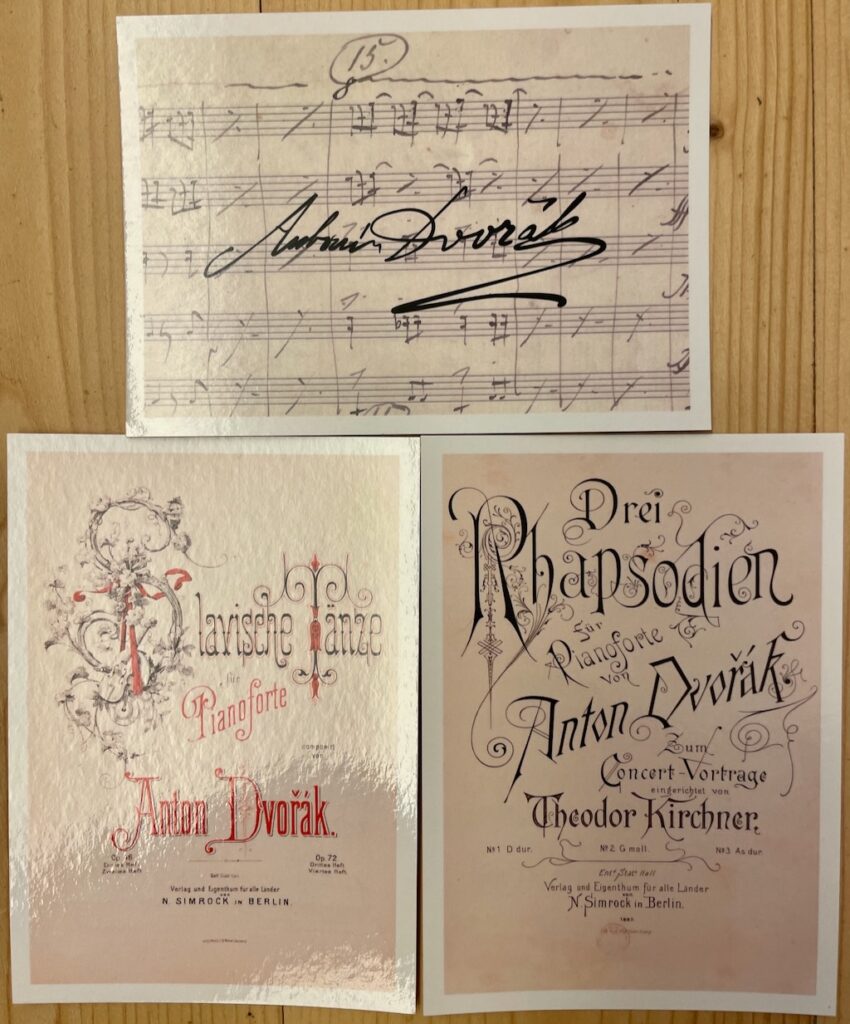 15.
Antonín Dvořák
Slavische Tänze
für
Pianoforte
componirt
von
Anton Dvořák.
Op. 72
Verlag und Eigenthum für alle Länder
von
N. SIMROCK IN BERLIN.
Drei
Rhapsodien
für
Pianoforte
von
Anton Dvořák.
Zum
Concert-Vortrage
eingerichtet von
Theodor Kirchner.
No 1 D dur. No 2 G moll. No 3 As dur.
Entd Statrs Hall
Verlag und Eigenthum für alle Länder
von
N. Simrock in Berlin.